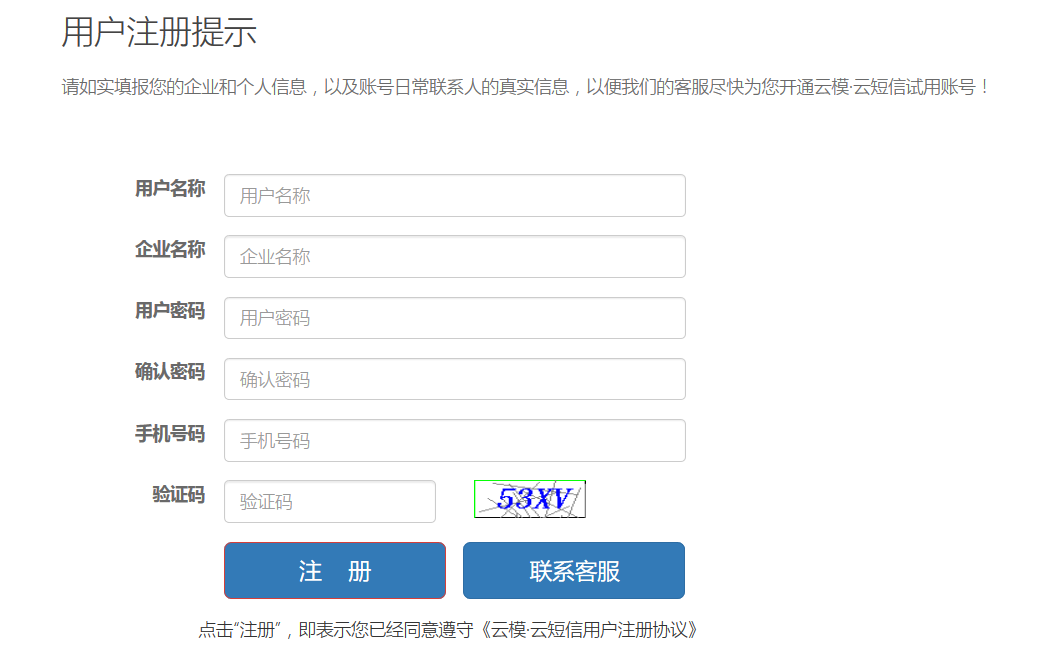 用户注册提示
请如实填报您的企业和个人信息，以及账号日常联系人的真实信息，以便我们的客服尽快为您开通云模·云短信试用账号！
用户名称 用户名称
企业名称 企业名称
用户密码 用户密码
确认密码 确认密码
手机号码 手机号码
验证码 验证码 53XV
注 册 联系客服
点击“注册”，即表示您已经同意遵守《云模·云短信用户注册协议》